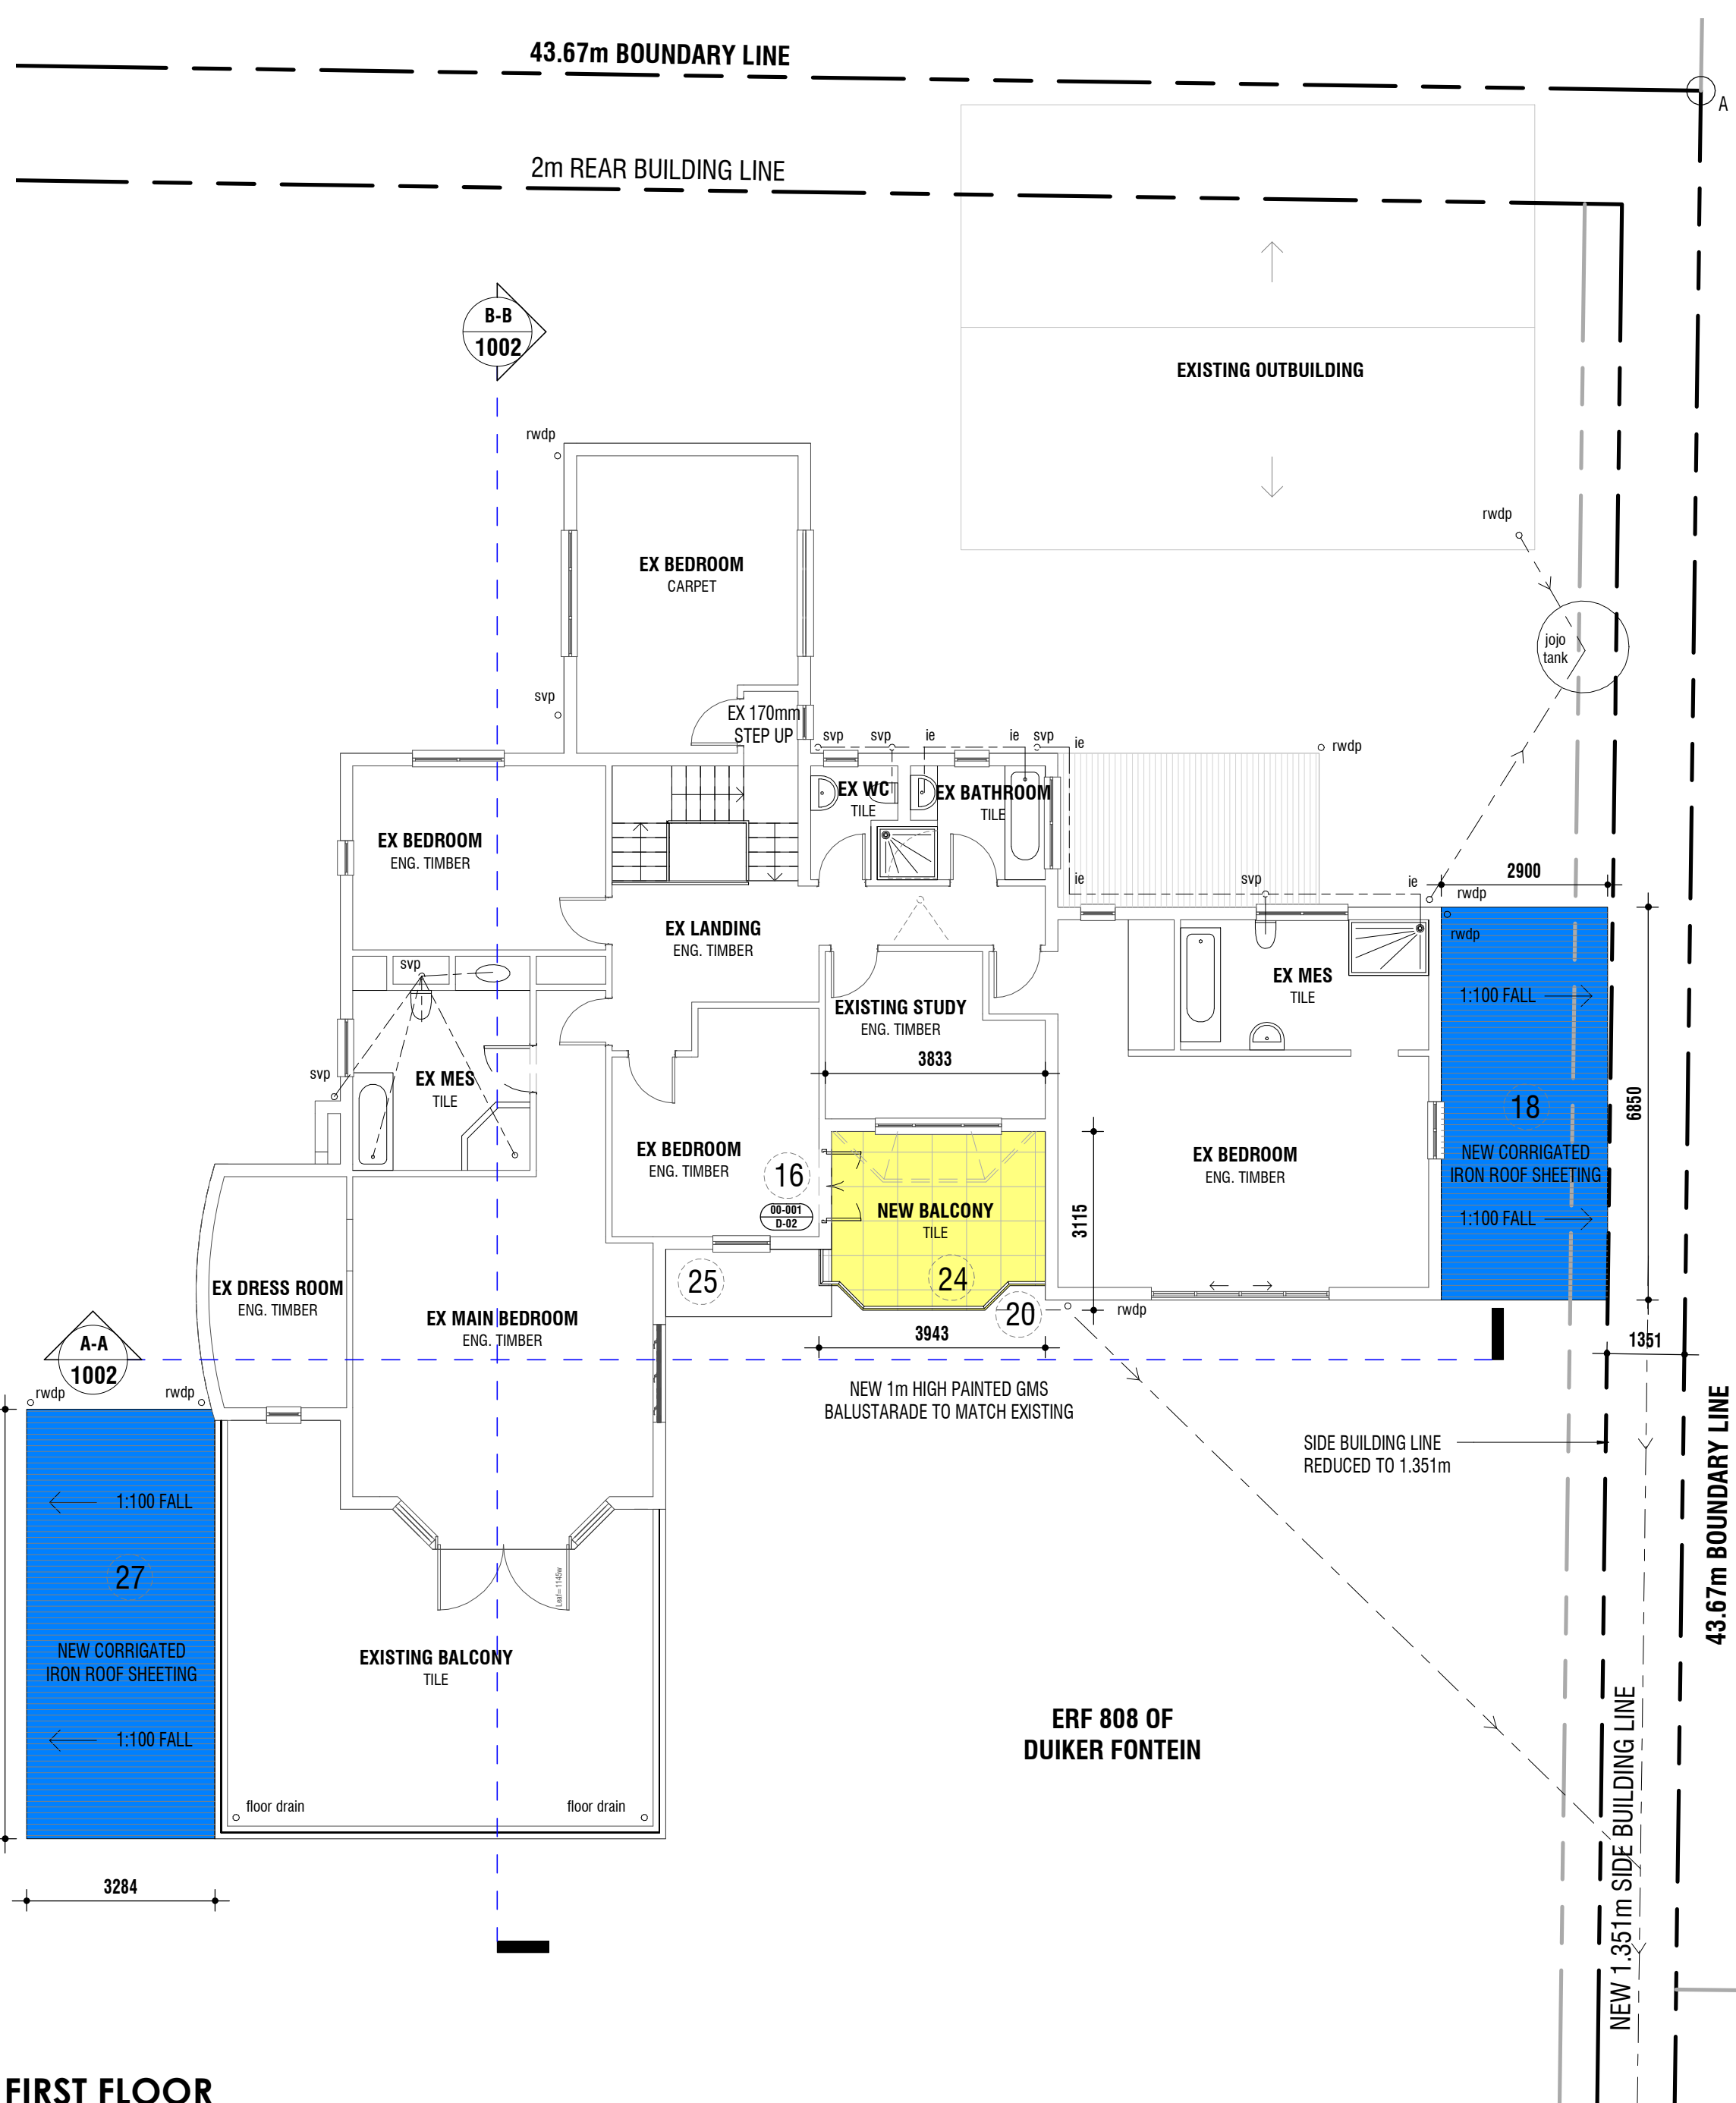 43.67m BOUNDARY LINE
A
2m REAR BUILDING LINE
B-B
1002
EXISTING OUTBUILDING
rwdp
rwdp
EX BEDROOM
CARPET
jojo
tank
svp
EX 170mm
STEP UP
svp
svp
ie
ie
svp
ie
rwdp
EX WC
TILE
EX BATHROOM
TILE
EX BEDROOM
ENG. TIMBER
ie
svp
ie
rwdp
2900
EX LANDING
ENG. TIMBER
rwdp
svp
EX MES
TILE
1:100 FALL
EXISTING STUDY
ENG. TIMBER
3833
svp
EX MES
TILE
18
6850
EX BEDROOM
ENG. TIMBER
16
00-001
D-02
EX BEDROOM
ENG. TIMBER
NEW CORRIGATED
IRON ROOF SHEETING
NEW BALCONY
TILE
3115
1:100 FALL
25
24
20
rwdp
EX DRESS ROOM
ENG. TIMBER
EX MAIN BEDROOM
ENG. TIMBER
3943
1351
A-A
1002
rwdp
rwdp
NEW 1m HIGH PAINTED GMS
BALUSTARADE TO MATCH EXISTING
SIDE BUILDING LINE
REDUCED TO 1.351m
43.67m BOUNDARY LINE
1:100 FALL
27
Leaf=1145w
NEW CORRIGATED
IRON ROOF SHEETING
EXISTING BALCONY
TILE
1:100 FALL
ERF 808 OF
DUIKER FONTEIN
NEW 1.351m SIDE BUILDING LINE
floor drain
floor drain
3284
FIRST FLOOR